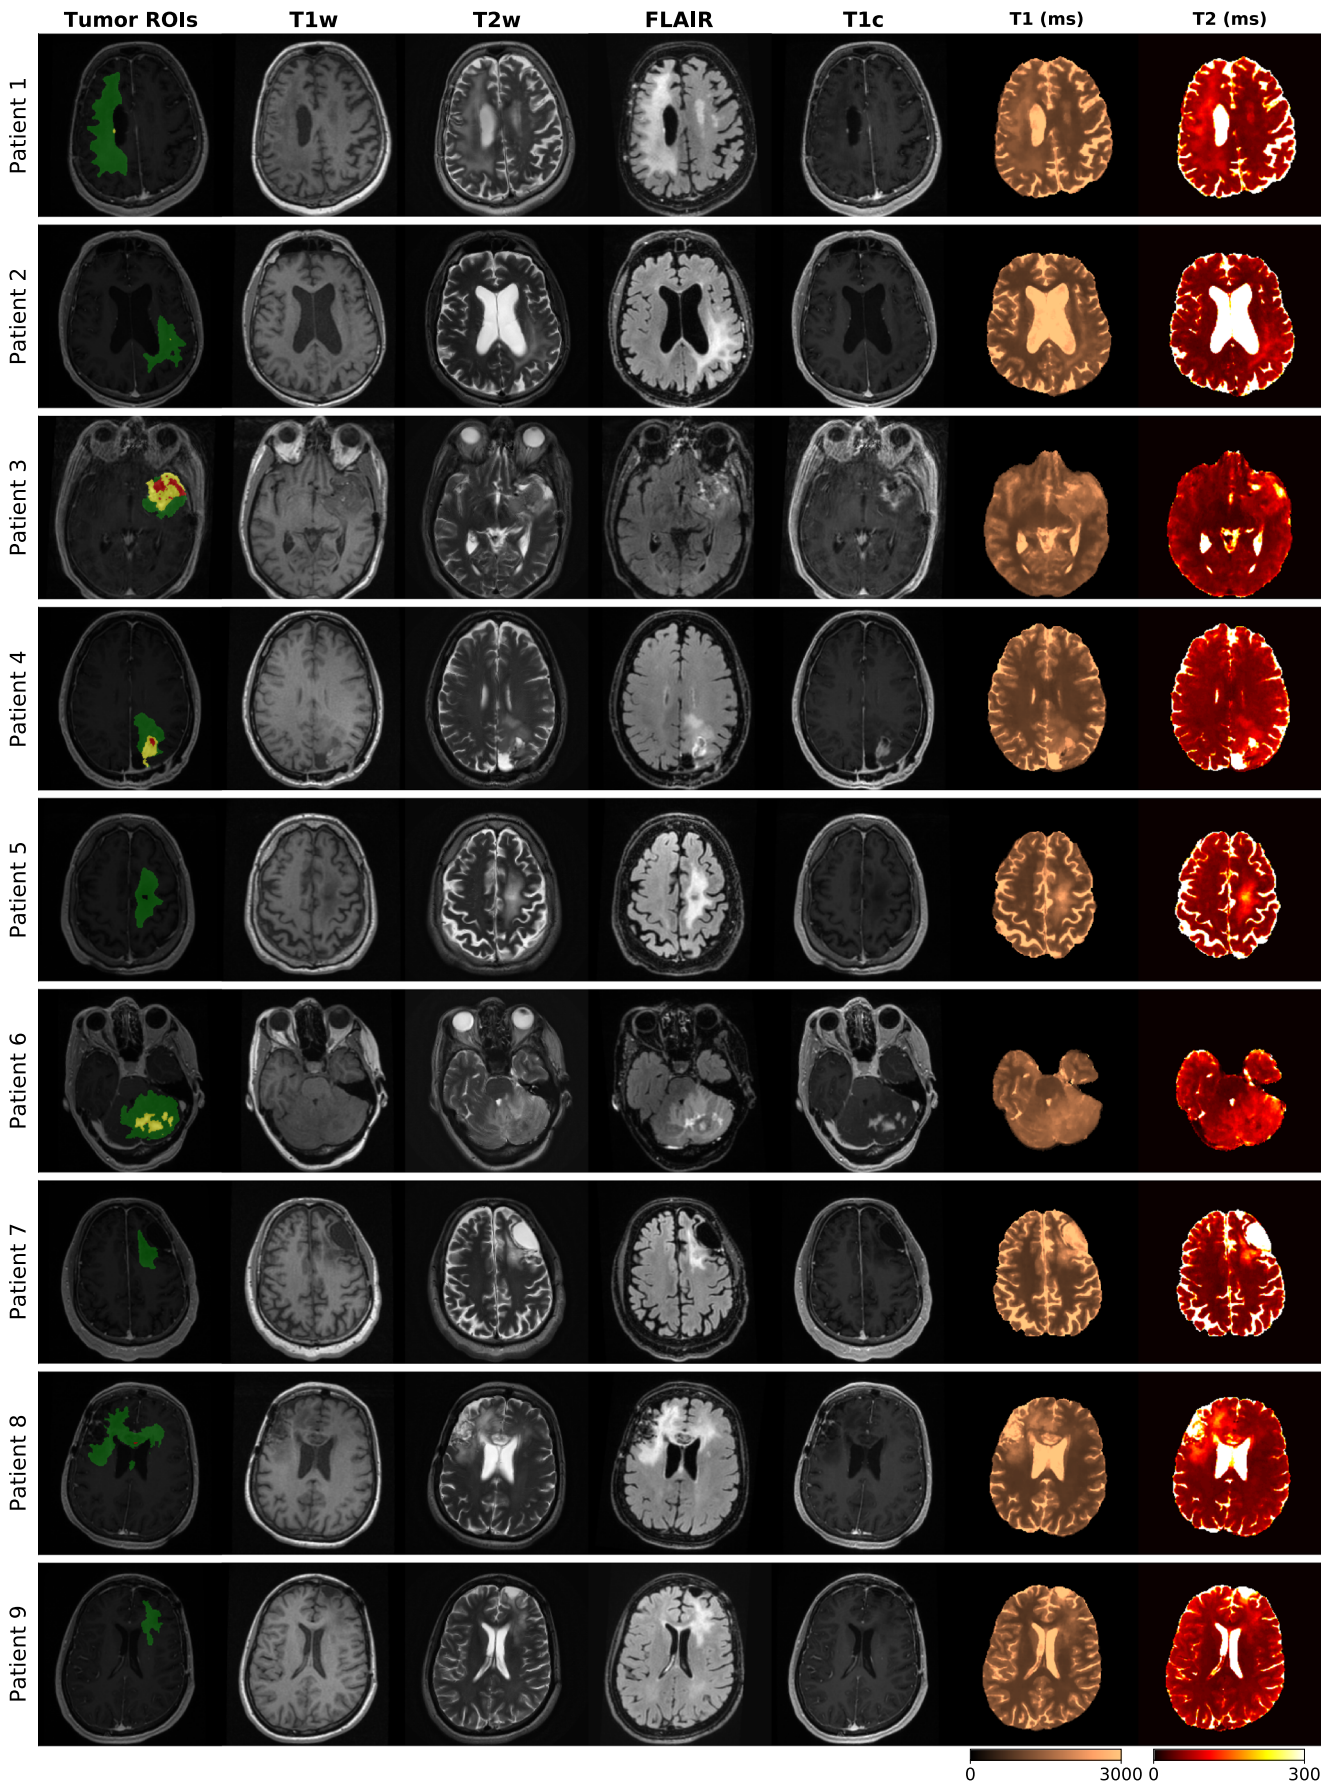 Tumor ROIs T1w T2w FLAIR T1c T1 (ms) T2 (ms)
Patient 1
Patient 2
Patient 3
Patient 4
Patient 5
Patient 6
Patient 7
Patient 8
Patient 9
0 3000 0 300